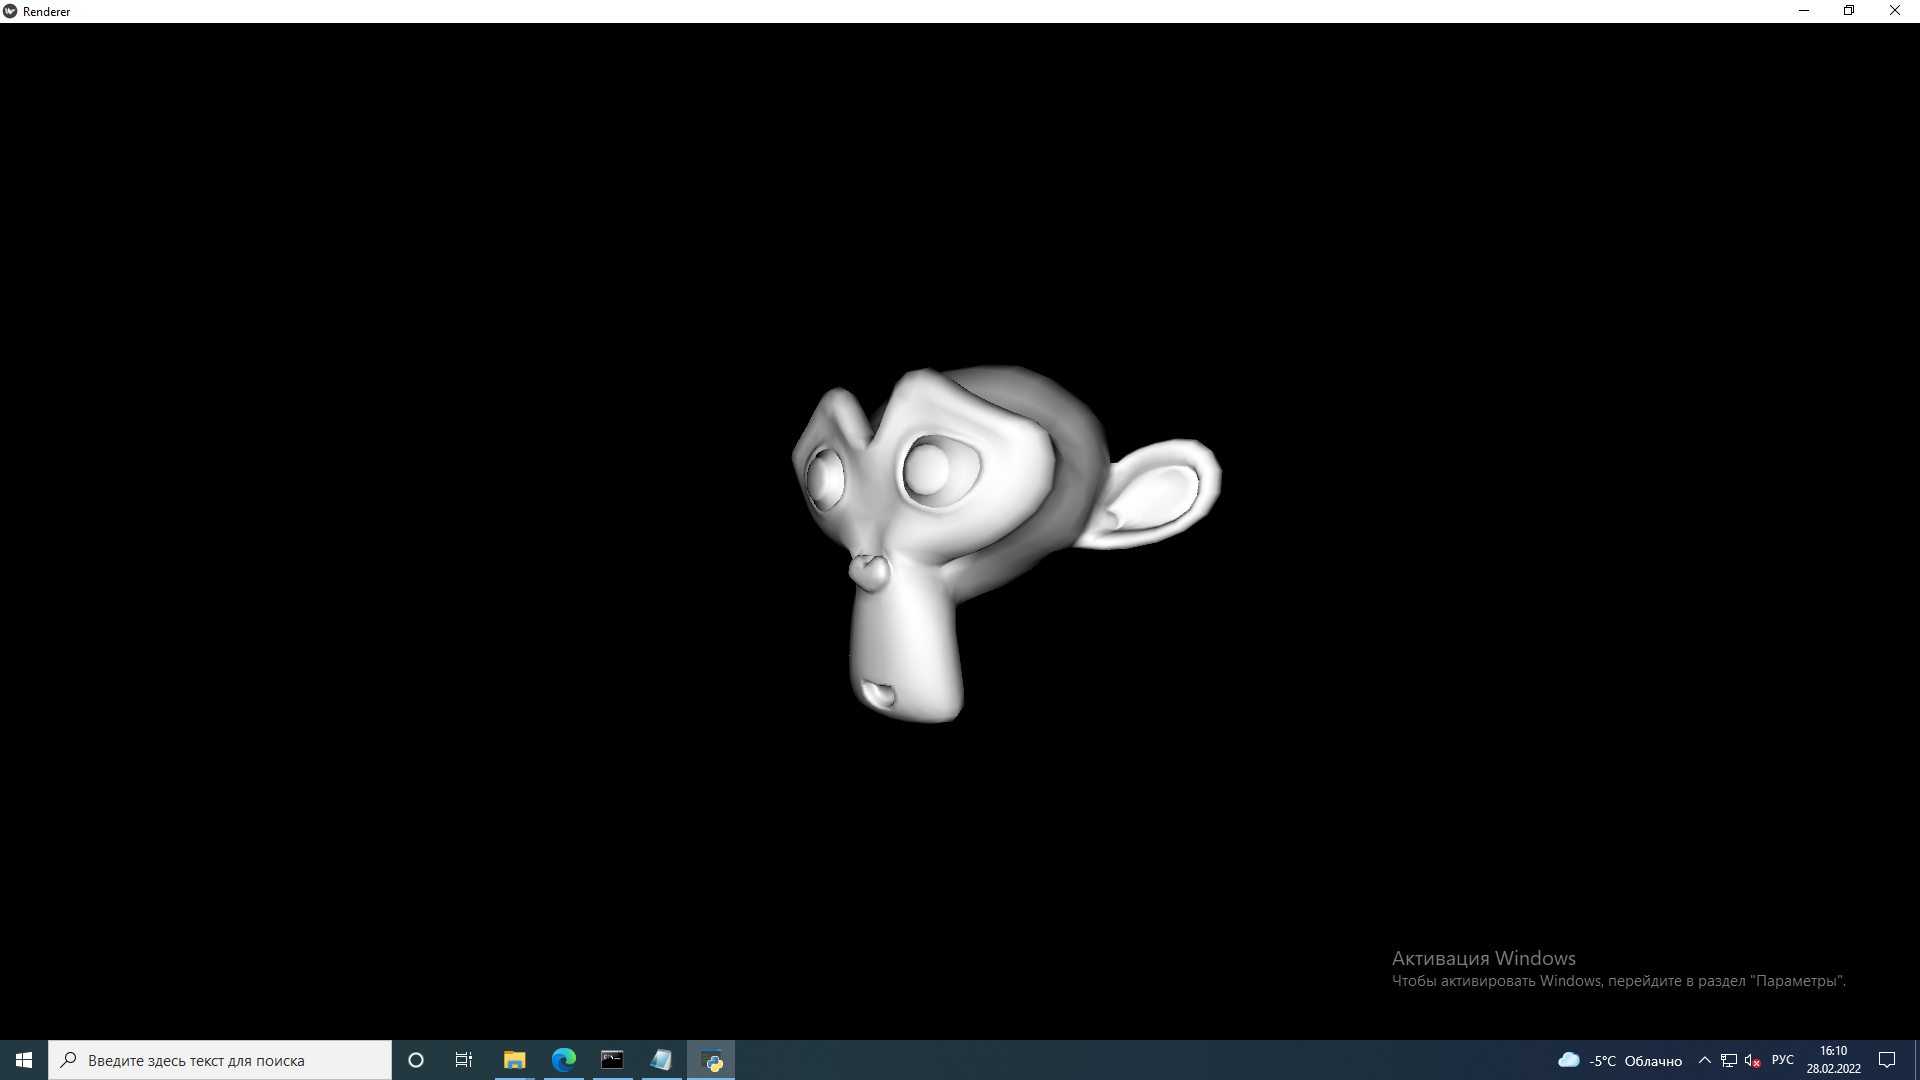 Renderer
Активация Windows
Чтобы активировать Windows, перейдите в раздел "Параметры".
Введите здесь текст для поиска
-5°C Облачно
РУС
16:10
28.02.2022